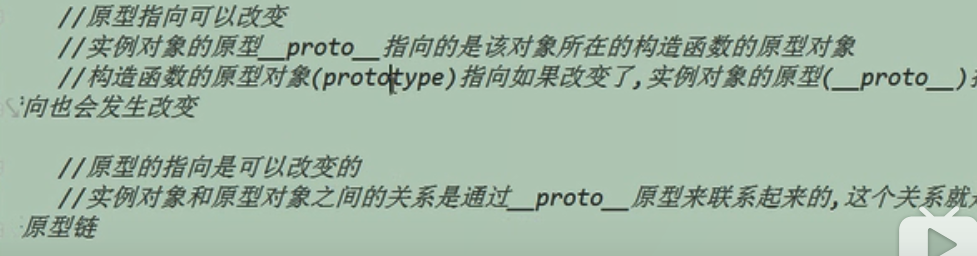 //原型指向可以改变
//实例对象的原型__proto__指向的是该对象所在的构造函数的原型对象
//构造函数的原型对象(prototype)指向如果改变了,实例对象的原型(__proto__)
向也会发生改变
//原型的指向是可以改变的
//实例对象和原型对象之间的关系是通过__proto__原型来联系起来的,这个关系就
原型链